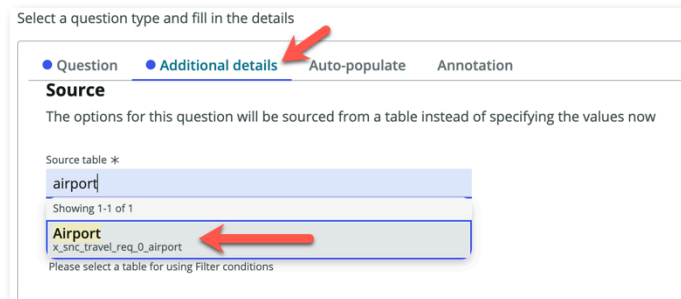 Select a question type and fill in the details
Question Additional details Auto-populate Annotation
Source
The options for this question will be sourced from a table instead of specifying the values now
Source table *
airport
Showing 1-1 of 1
Airport
x_snc_travel_req_0_airport
Please select a table for using Filter conditions